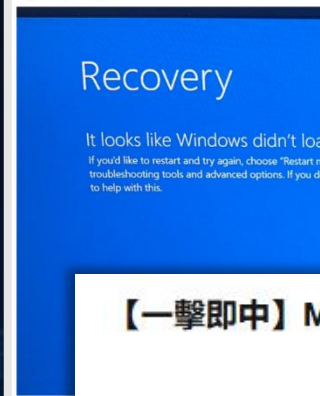 Recovery
It looks like Windows didn't loa
If you'd like to restart and try again, choose "Restart m
troubleshooting tools and advanced options. If you d
to help with this.
【一擊即中】M